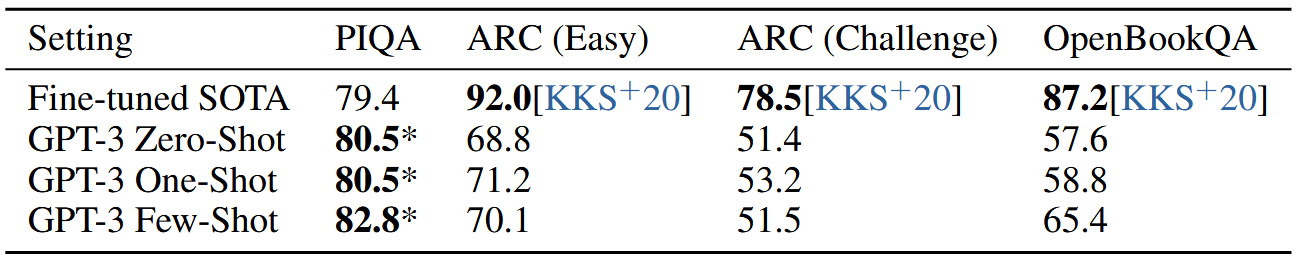 Setting PIQA ARC (Easy) ARC (Challenge) OpenBookQA
Fine-tuned SOTA 79.4 92.0[KKS+20] 78.5[KKS+20] 87.2[KKS+20]
GPT-3 Zero-Shot 80.5* 68.8 51.4 57.6
GPT-3 One-Shot 80.5* 71.2 53.2 58.8
GPT-3 Few-Shot 82.8* 70.1 51.5 65.4